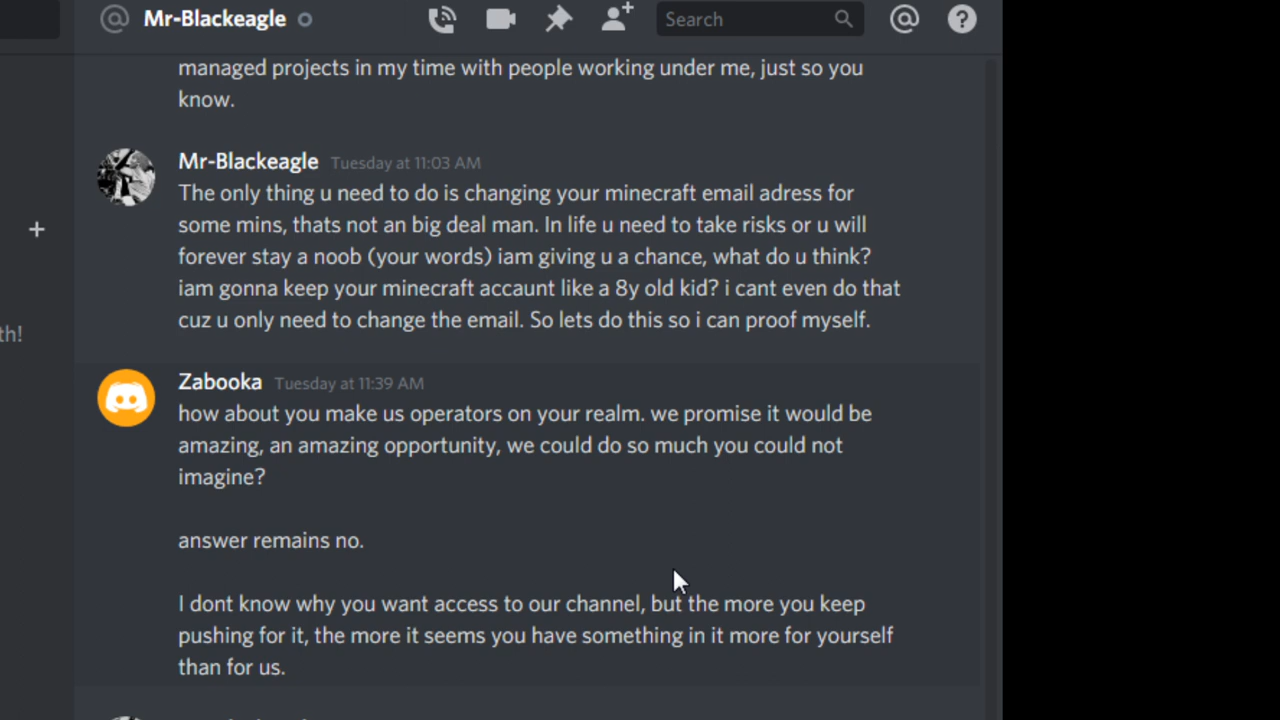 Mr-Blackeagle
Search
managed projects in my time with people working under me, just so you
know.
Mr-Blackeagle Tuesday at 11:03 AM
The only thing u need to do is changing your minecraft email adress for
some mins, thats not an big deal man. In life u need to take risks or u will
forever stay a noob (your words) iam giving u a chance, what do u think?
iam gonna keep your minecraft accaunt like a 8y old kid? i cant even do that
cuz u only need to change the email. So lets do this so i can proof myself.
th!
Zabooka Tuesday at 11:39 AM
how about you make us operators on your realm. we promise it would be
amazing, an amazing opportunity, we could do so much you could not
imagine?
answer remains no.
I dont know why you want access to our channel, but the more you keep
pushing for it, the more it seems you have something in it more for yourself
than for us.